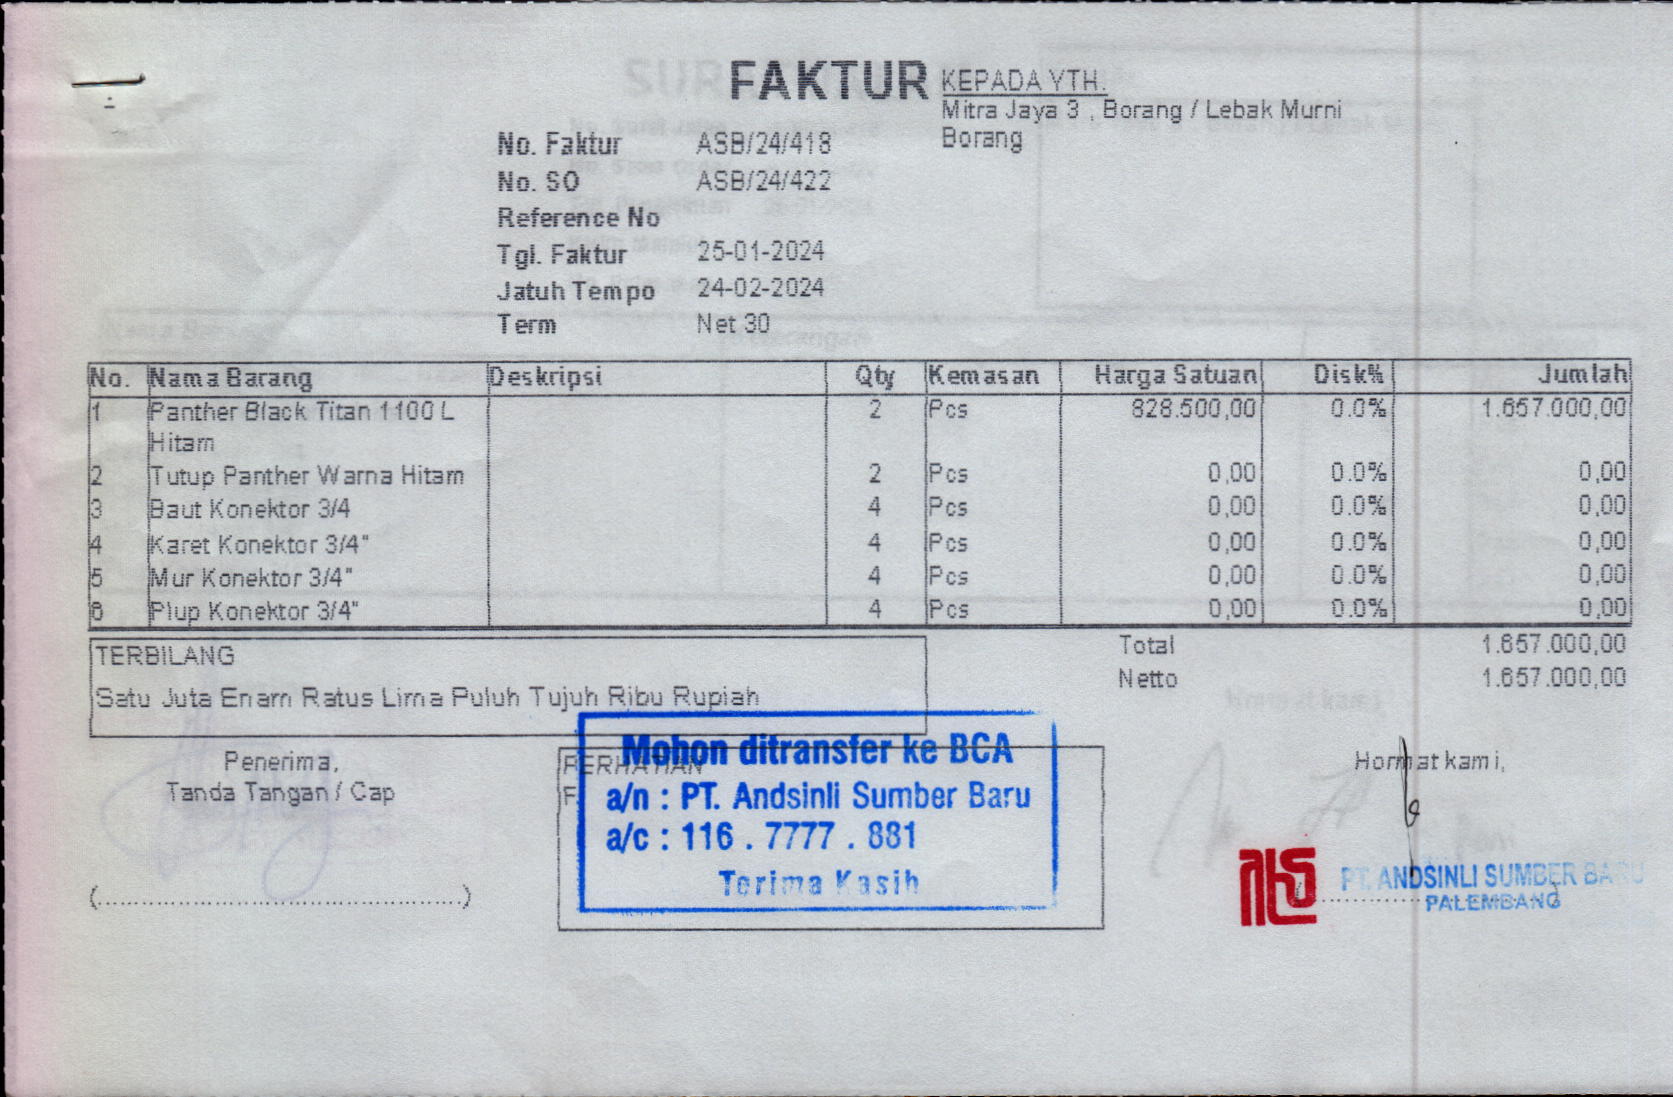 FAKTUR
KEPADA YTH.
Mitra Jaya 3 , Borang / Lebak Murni
Borang
No. Faktur ASB/24/418
No. SO ASB/24/422
Reference No
Tgl. Faktur 25-01-2024
Jatuh Tempo 24-02-2024
Term Net 30
No. Nama Barang Deskripsi Qty Kemasan Harga Satuan Disk% Jumlah
1 Panther Black Titan 1100 L 2 Pcs 828.500,00 0.0% 1.657.000,00
Hitam
2 Tutup Panther Warna Hitam 2 Pcs 0,00 0.0% 0,00
3 Baut Konektor 3/4 4 Pcs 0,00 0.0% 0,00
4 Karet Konektor 3/4" 4 Pcs 0,00 0.0% 0,00
5 Mur Konektor 3/4" 4 Pcs 0,00 0.0% 0,00
6 Plup Konektor 3/4" 4 Pcs 0,00 0.0% 0,00
TERBILANG
Satu Juta Enam Ratus Lima Puluh Tujuh Ribu Rupiah
Total 1.657.000,00
Netto 1.657.000,00
Penerima,
Tanda Tangan / Cap
(............................................)
PERHATIAN
Mohon ditransfer ke BCA
a/n : PT. Andsinli Sumber Baru
a/c : 116 . 7777 . 881
Terima Kasih
Hormat kami,
PT. ANDSINLI SUMBER BARU
PALEMBANG